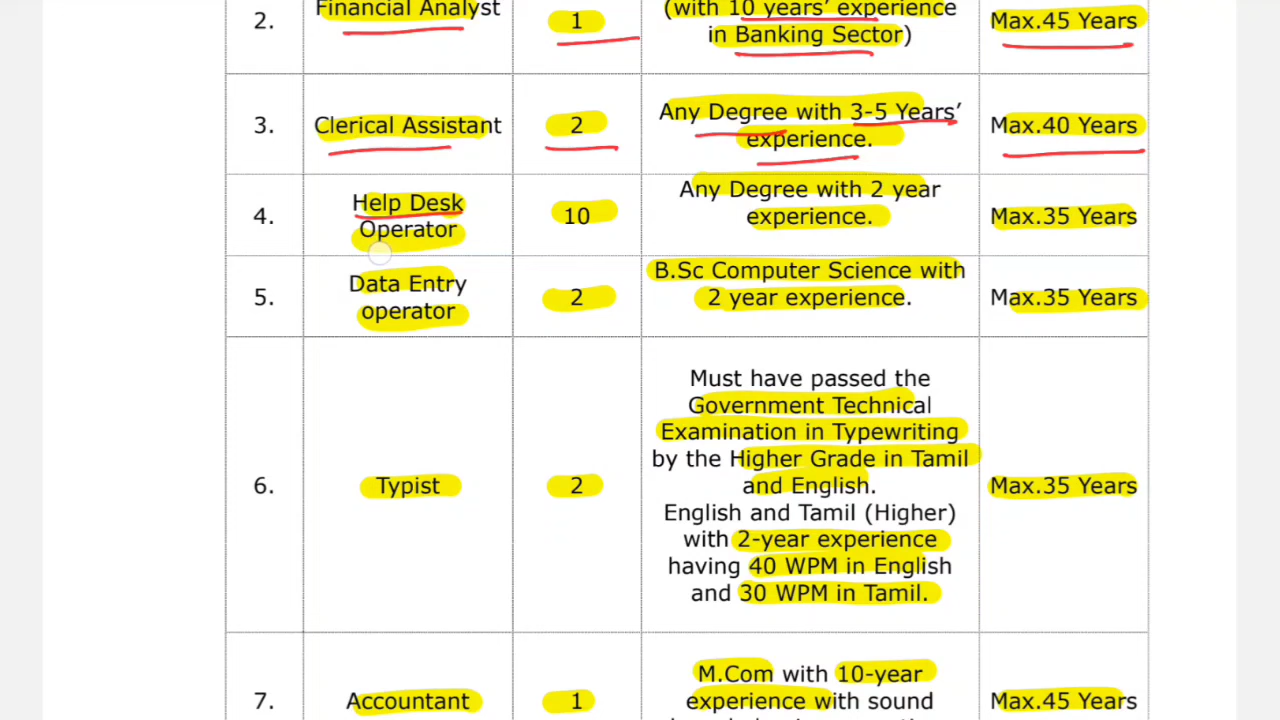 2.
Financial Analyst
1
(with 10 years’ experience
in Banking Sector)
Max.45 Years
3.
Clerical Assistant
2
Any Degree with 3-5 Years’
experience.
Max.40 Years
4.
Help Desk
Operator
10
Any Degree with 2 year
experience.
Max.35 Years
5.
Data Entry
operator
2
B.Sc Computer Science with
2 year experience.
Max.35 Years
6.
Typist
2
Must have passed the
Government Technical
Examination in Typewriting
by the Higher Grade in Tamil
and English.
English and Tamil (Higher)
with 2-year experience
having 40 WPM in English
and 30 WPM in Tamil.
Max.35 Years
7.
Accountant
1
M.Com with 10-year
experience with sound
Max.45 Years